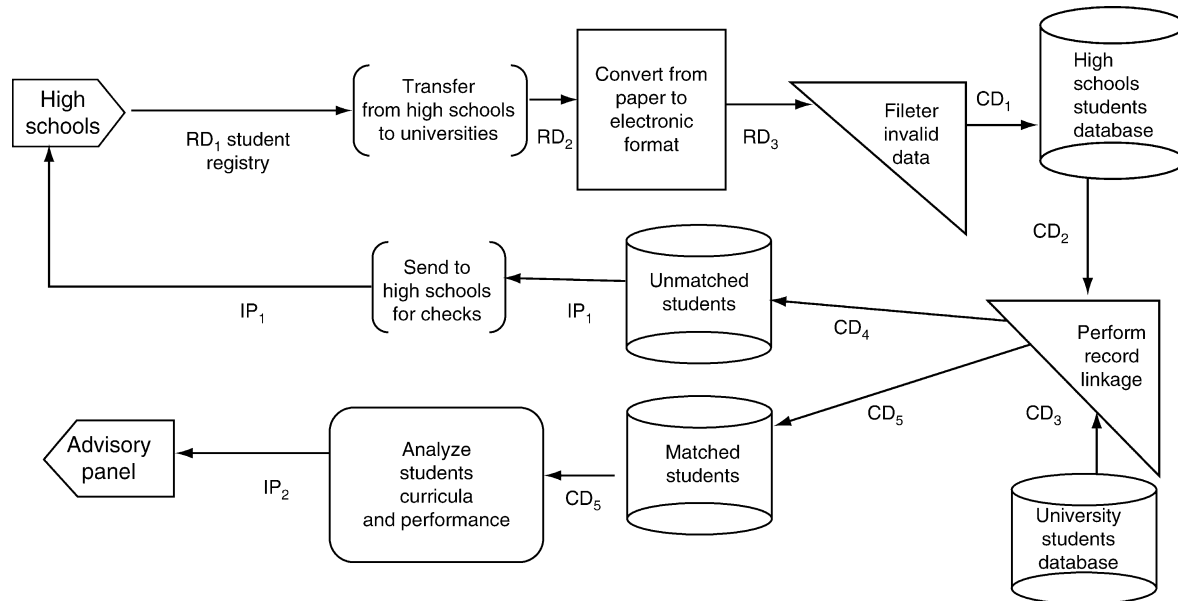 High
schools
RD₁ student
registry
Transfer
from high schools
to universities
RD₂
Convert from
paper to
electronic
format
RD₃
Fileter
invalid
data
CD₁
High
schools
students
database
CD₂
IP₁
Send to
high schools
for checks
IP₁
Unmatched
students
CD₄
Perform
record
linkage
CD₅
CD₃
Advisory
panel
IP₂
Analyze
students
curricula
and performance
CD₅
Matched
students
University
students
database